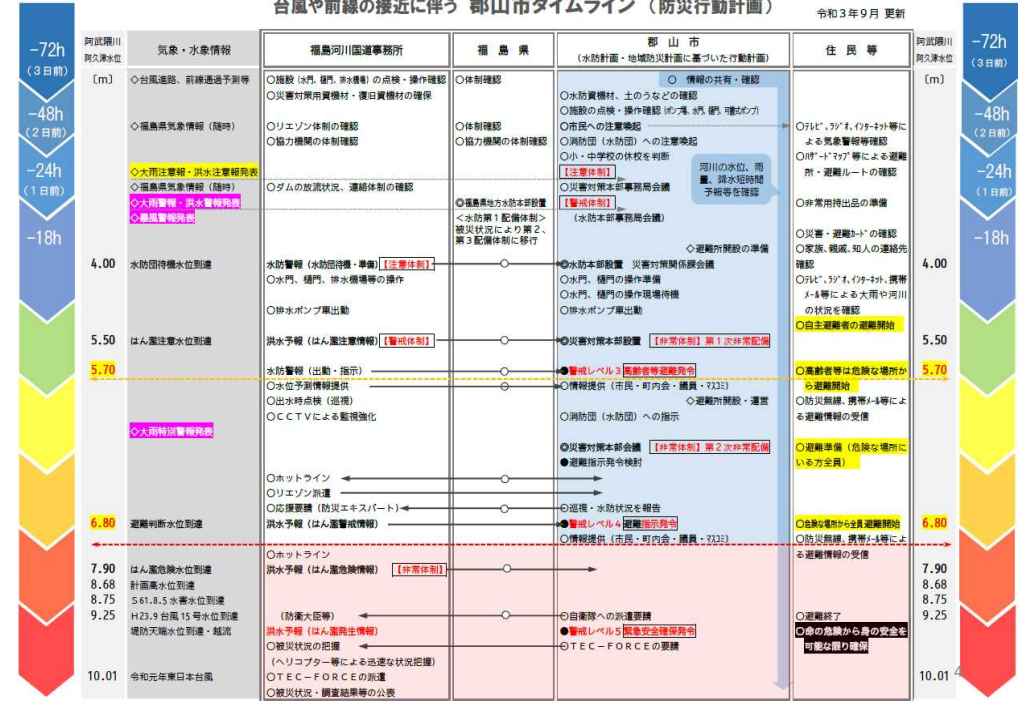 台風や前線の接近に伴う 郡山市タイムライン（防災行動計画）
令和3年9月 更新
-72h
(3日前)
-48h
(2日前)
-24h
(1日前)
-18h
阿武隈川
阿久津水位
気象・水象情報
福島河川国道事務所
福 島 県
郡 山 市
(水防計画・地域防災計画に基づいた行動計画)
住 民 等
阿武隈川
阿久津水位
-72h
(3日前)
-48h
(2日前)
-24h
(1日前)
-18h
(m)
◇台風進路、前線通過予測等
○施設(水門、樋門、排水機場)の点検・操作確認
○体制確認
○ 情報の共有・確認
(m)
○災害対策用資機材・復旧資機材の確保
○水防資機材、土のうなどの確認
○施設の点検・操作確認(ポンプ場、水門、樋門、可搬式ポンプ)
◇福島県気象情報(随時)
○リエゾン体制の確認
○体制確認
○市民への注意喚起
○テレビ、ラジオ、インターネット等に
○協力機関の体制確認
○協力機関の体制確認
○消防団(水防団)への注意喚起
よる気象警報等確認
○小・中学校の休校を判断
○ハザードマップ等による避難
◇大雨注意報・洪水注意報発表
【注意体制】
所・避難ルートの確認
河川の水位、雨
量、降水短時間
予報等を確認
◇福島県気象情報(随時)
○ダムの放流状況、連絡体制の確認
○災害対策本部事務局会議
◇大雨警報・洪水警報発表
◎福島県地方水防本部設置
【警戒体制】
○非常用持出品の準備
◇暴風警報発表
<水防第1配備体制>
(水防本部事務局会議)
被災状況により第2、
○災害・避難カードの確認
第3配備体制に移行
◇避難所開設の準備
○家族、親戚、知人の連絡先
4.00
水防団待機水位到達
水防警報(水防団待機・準備)【注意体制】
◎水防本部設置 災害対策関係課会議
確認
4.00
○水門、樋門、排水機場等の操作
○水門、樋門の操作準備
○テレビ、ラジオ、インターネット、携帯
○水門、樋門の操作現場待機
メール等による大雨や河川
○排水ポンプ車出動
○排水ポンプ車出動
の状況を確認
○自主避難者の避難開始
5.50
はん濫注意水位到達
洪水予報(はん濫注意情報)【警戒体制】
◎災害対策本部設置 【非常体制】第1次非常配備
5.50
5.70
水防警報(出動・指示)
●警戒レベル3高齢者等避難発令
○高齢者等は危険な場所か
5.70
○水位予測情報提供
○情報提供(市民・町内会・議員・マスコミ)
ら避難開始
○出水時点検(巡視)
◇避難所開設・運営
○防災無線、携帯メール等によ
○CCTVによる監視強化
○消防団(水防団)への指示
る避難情報の受信
◇大雨特別警報発表
◎災害対策本部会議 【非常体制】第2次非常配備
○避難準備(危険な場所に
●避難指示発令検討
いる方全員)
○ホットライン
○リエゾン派遣
○応援要請(防災エキスパート)
○巡視・水防状況を報告
6.80
避難判断水位到達
洪水予報(はん濫警戒情報)
●警戒レベル4避難指示発令
○危険な場所から全員避難開始
6.80
○情報提供(市民・町内会・議員・マスコミ)
○防災無線、携帯メール等によ
○ホットライン
る避難情報の受信
7.90
はん濫危険水位到達
洪水予報(はん濫危険情報) 【非常体制】
7.90
8.68
計画高水位到達
8.68
8.75
S61.8.5水害水位到達
8.75
9.25
H23.9台風15号水位到達
(防衛大臣等)
○自衛隊への派遣要請
○避難終了
9.25
堤防天端水位到達・越流
洪水予報(はん濫発生情報)
●警戒レベル5緊急安全確保発令
○命の危険から身の安全を
○被災状況の把握
○TEC-FORCEの要請
可能な限り確保
(ヘリコプター等による迅速な状況把握)
10.01
令和元年東日本台風
○TEC-FORCEの派遣
10.01
4
○被災状況・調査結果等の公表